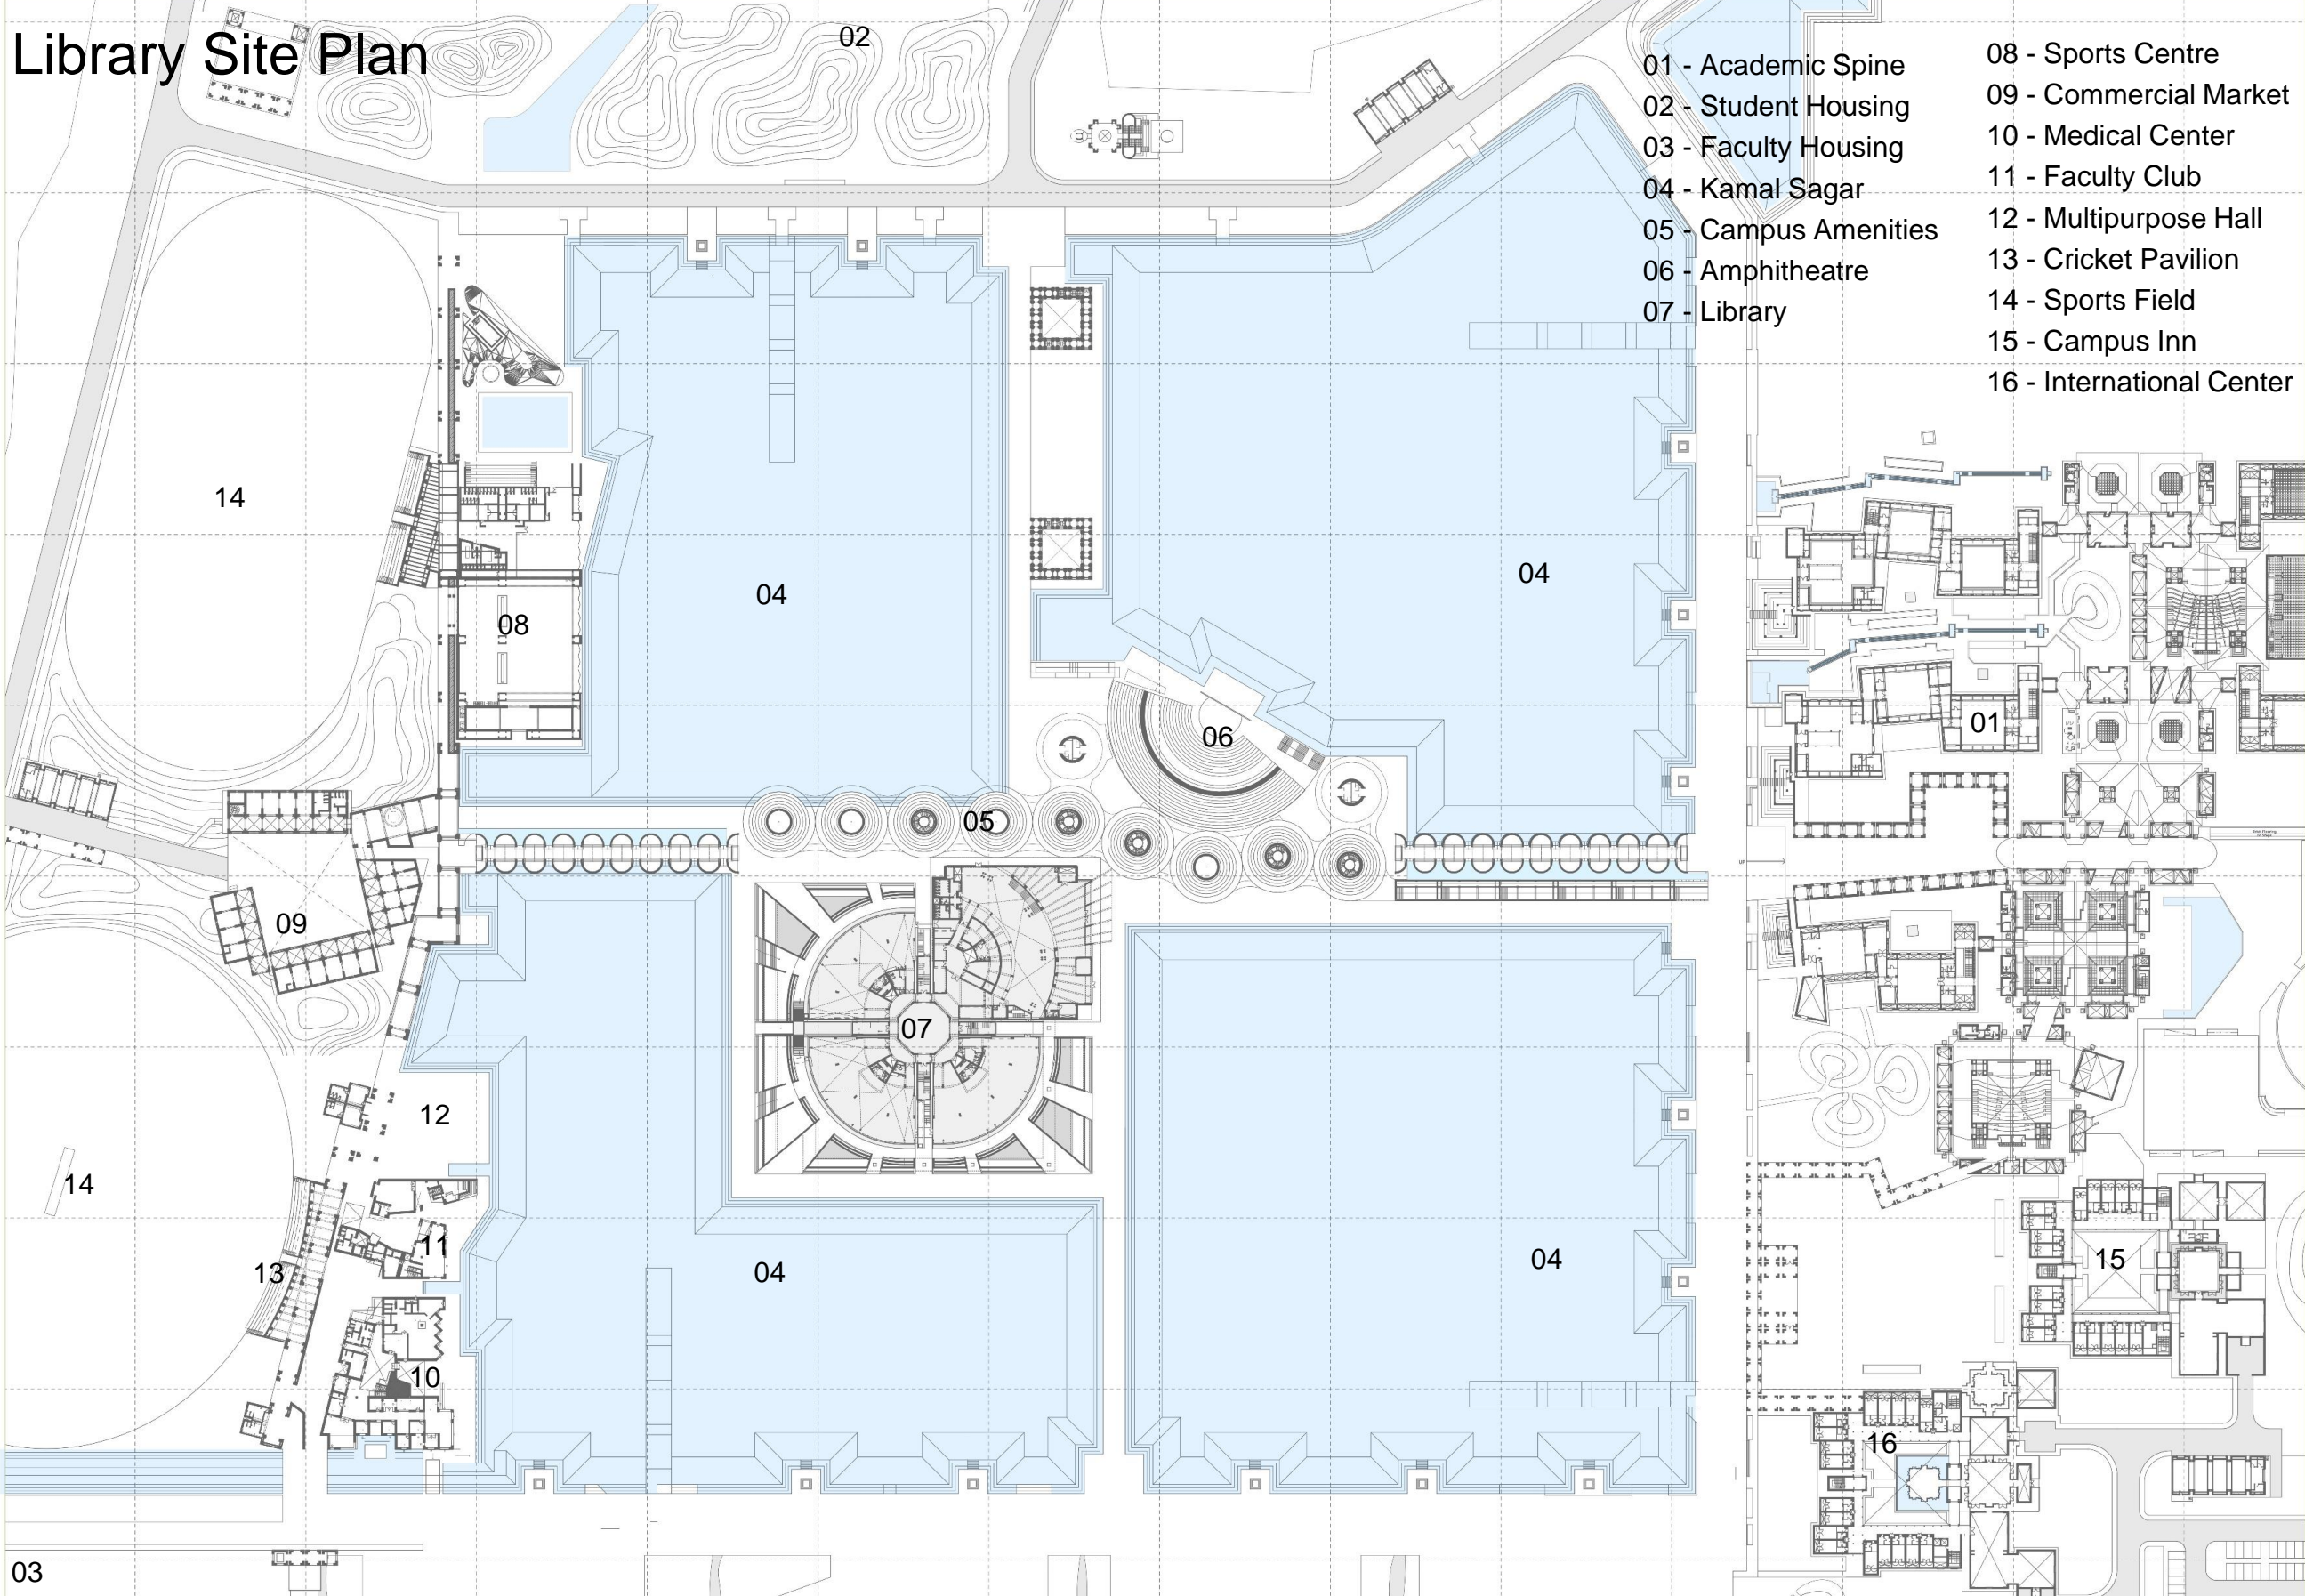 Library Site Plan
01 - Academic Spine
02 - Student Housing
03 - Faculty Housing
04 - Kamal Sagar
05 - Campus Amenities
06 - Amphitheatre
07 - Library
08 - Sports Centre
09 - Commercial Market
10 - Medical Center
11 - Faculty Club
12 - Multipurpose Hall
13 - Cricket Pavilion
14 - Sports Field
15 - Campus Inn
16 - International Center
02
14
04
04
08
01
06
05
09
07
12
14
11
13
04
04
15
10
16
03
UP